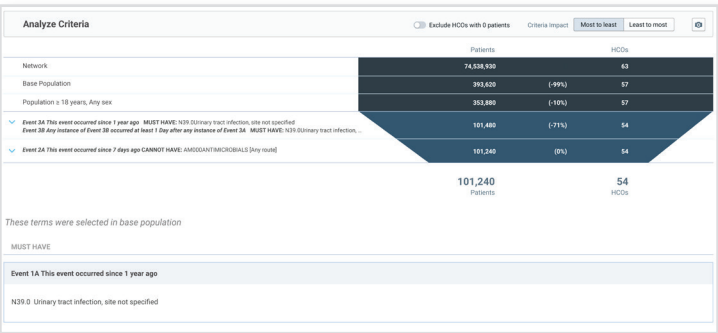 Analyze Criteria
Exclude HCOs with 0 patients
Criteria Impact
Most to least
Least to most
Patients HCOs
Network 74,538,930 63
Base Population 393,620 (-99%) 57
Population ≥ 18 years, Any sex 353,880 (-10%) 57
Event 3A This event occurred since 1 year ago MUST HAVE: N39.0Urinary tract infection, site not specified
Event 3B Any instance of Event 3B occurred at least 1 Day after any instance of Event 3A MUST HAVE: N39.0Urinary tract infection, ...
101,480 (-71%) 54
Event 2A This event occurred since 7 days ago CANNOT HAVE: AM000ANTIMICROBIALS [Any route] 101,240 (0%) 54
101,240 54
Patients HCOs
These terms were selected in base population
MUST HAVE
Event 1A This event occurred since 1 year ago
N39.0 Urinary tract infection, site not specified